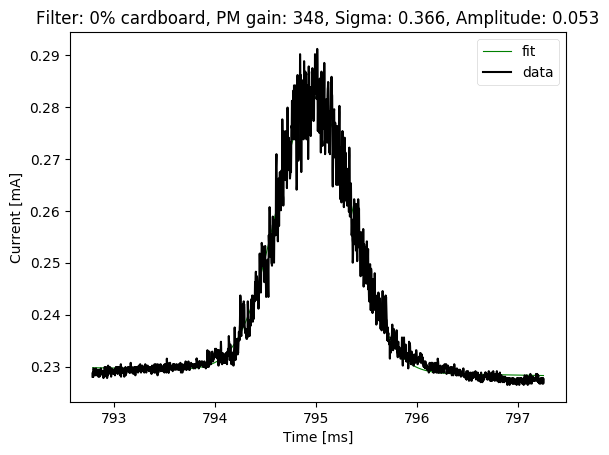 Filter: 0% cardboard, PM gain: 348, Sigma: 0.366, Amplitude: 0.053
fit
data
0.29
0.28
0.27
0.26
0.25
0.24
0.23
Current [mA]
793 794 795 796 797
Time [ms]